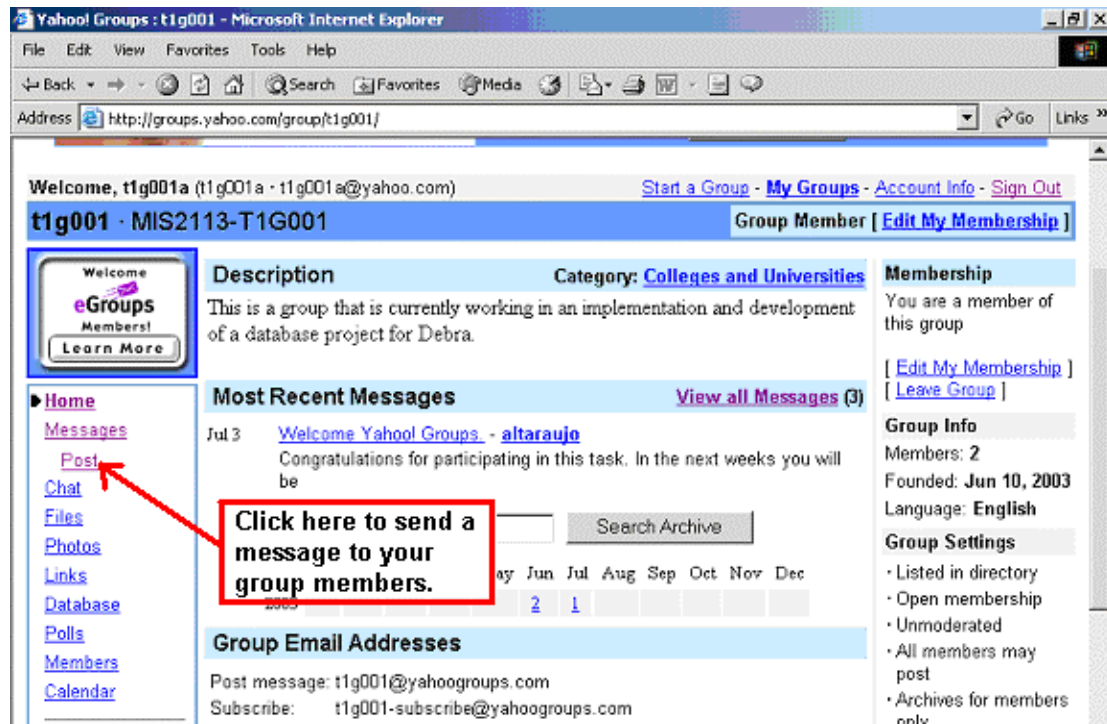 Yahoo! Groups : t1g001 - Microsoft Internet Explorer
File Edit View Favorites Tools Help
Back Search Favorites Media
Address http://groups.yahoo.com/group/t1g001/ Go Links »
Welcome, t1g001a (t1g001a · t1g001a@yahoo.com) Start a Group - My Groups - Account Info - Sign Out
t1g001 · MIS2113-T1G001 Group Member [ Edit My Membership ]
Welcome
eGroups
Members!
Learn More
Home
Messages
Post
Chat
Files
Photos
Links
Database
Polls
Members
Calendar
Description Category: Colleges and Universities
This is a group that is currently working in an implementation and development
of a database project for Debra.
Most Recent Messages View all Messages (3)
Jul 3 Welcome Yahoo! Groups. - altaraujo
Congratulations for participating in this task. In the next weeks you will
be
Search Archive
Click here to send a
message to your
group members.
ay Jun Jul Aug Sep Oct Nov Dec
2003 2 1
Group Email Addresses
Post message: t1g001@yahoogroups.com
Subscribe: t1g001-subscribe@yahoogroups.com
Membership
You are a member of
this group
[ Edit My Membership ]
[ Leave Group ]
Group Info
Members: 2
Founded: Jun 10, 2003
Language: English
Group Settings
· Listed in directory
· Open membership
· Unmoderated
· All members may
post
· Archives for members
only